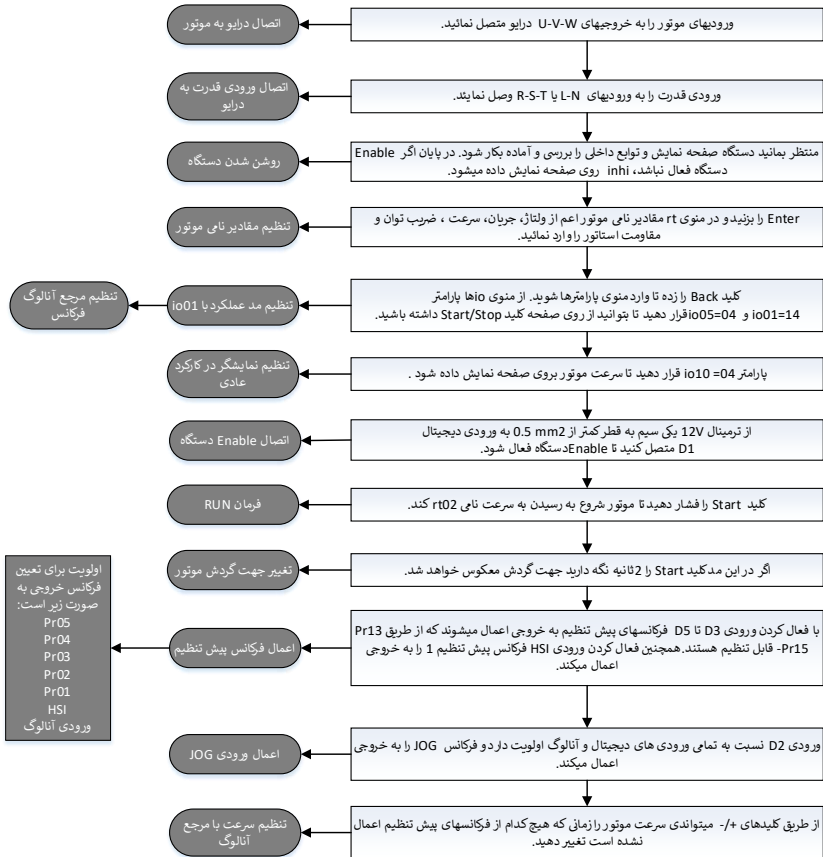 ورودیهای موتور را به خروجیهای U-V-W درایو متصل نمائید.
اتصال درایو به موتور
ورودی قدرت را به ورودیهای L-N یا R-S-T وصل نمایند.
اتصال ورودی قدرت به
درایو
منتظر بمانید دستگاه صفحه نمایش و توابع داخلی را بررسی و آماده بکار شود. در پایان اگر Enable
دستگاه فعال نباشد، inhi روی صفحه نمایش داده میشود.
روشن شدن دستگاه
Enter را بزنید و در منوی rt مقادیر نامی موتور اعم از ولتاژ، جریان، سرعت ، ضریب توان و
مقاومت استاتور را وارد نمائید.
تنظیم مقادیر نامی موتور
کلید Back را زده تا وارد منوی پارامترها شوید. از منوی ioها پارامتر
io01=14 و io05=04قرار دهید تا بتوانید از روی صفحه کلید Start/Stop داشته باشید.
تنظیم مد عملکرد با io01
تنظیم مرجع آنالوگ
فرکانس
پارامتر io10 =04 قرار دهید تا سرعت موتور بروی صفحه نمایش داده شود .
تنظیم نمایشگر در کارکرد
عادی
از ترمینال 12V یکی سیم به قطر کمتر از 0.5 mm2 به ورودی دیجیتال
D1 متصل کنید تا Enableدستگاه فعال شود.
اتصال Enable دستگاه
کلید Start را فشار دهید تا موتور شروع به رسیدن به سرعت نامی rt02 کند.
فرمان RUN
اگر در این مد کلید Start را 2ثانیه نگه دارید جهت گردش معکوس خواهد شد.
تغییر جهت گردش موتور
با فعال کردن ورودی D3 تا D5 فرکانسهای پیش تنظیم به خروجی اعمال میشوند که از طریق Pr13
-Pr15 قابل تنظیم هستند.همچنین فعال کردن ورودی HSI فرکانس پیش تنظیم 1 را به خروجی
اعمال میکند.
اعمال فرکانس پیش تنظیم
اولویت برای تعیین
فرکانس خروجی به
صورت زیر است:
Pr05
Pr04
Pr03
Pr02
Pr01
HSI
ورودی آنالوگ
ورودی D2 نسبت به تمامی ورودی های دیجیتال و آنالوگ اولویت دارد و فرکانس JOG را به خروجی
اعمال میکند.
اعمال ورودی JOG
از طریق کلیدهای +/- میتواندی سرعت موتور را زمانی که هیچ کدام از فرکانسهای پیش تنظیم اعمال
نشده است تغییر دهید.
تنظیم سرعت با مرجع
آنالوگ